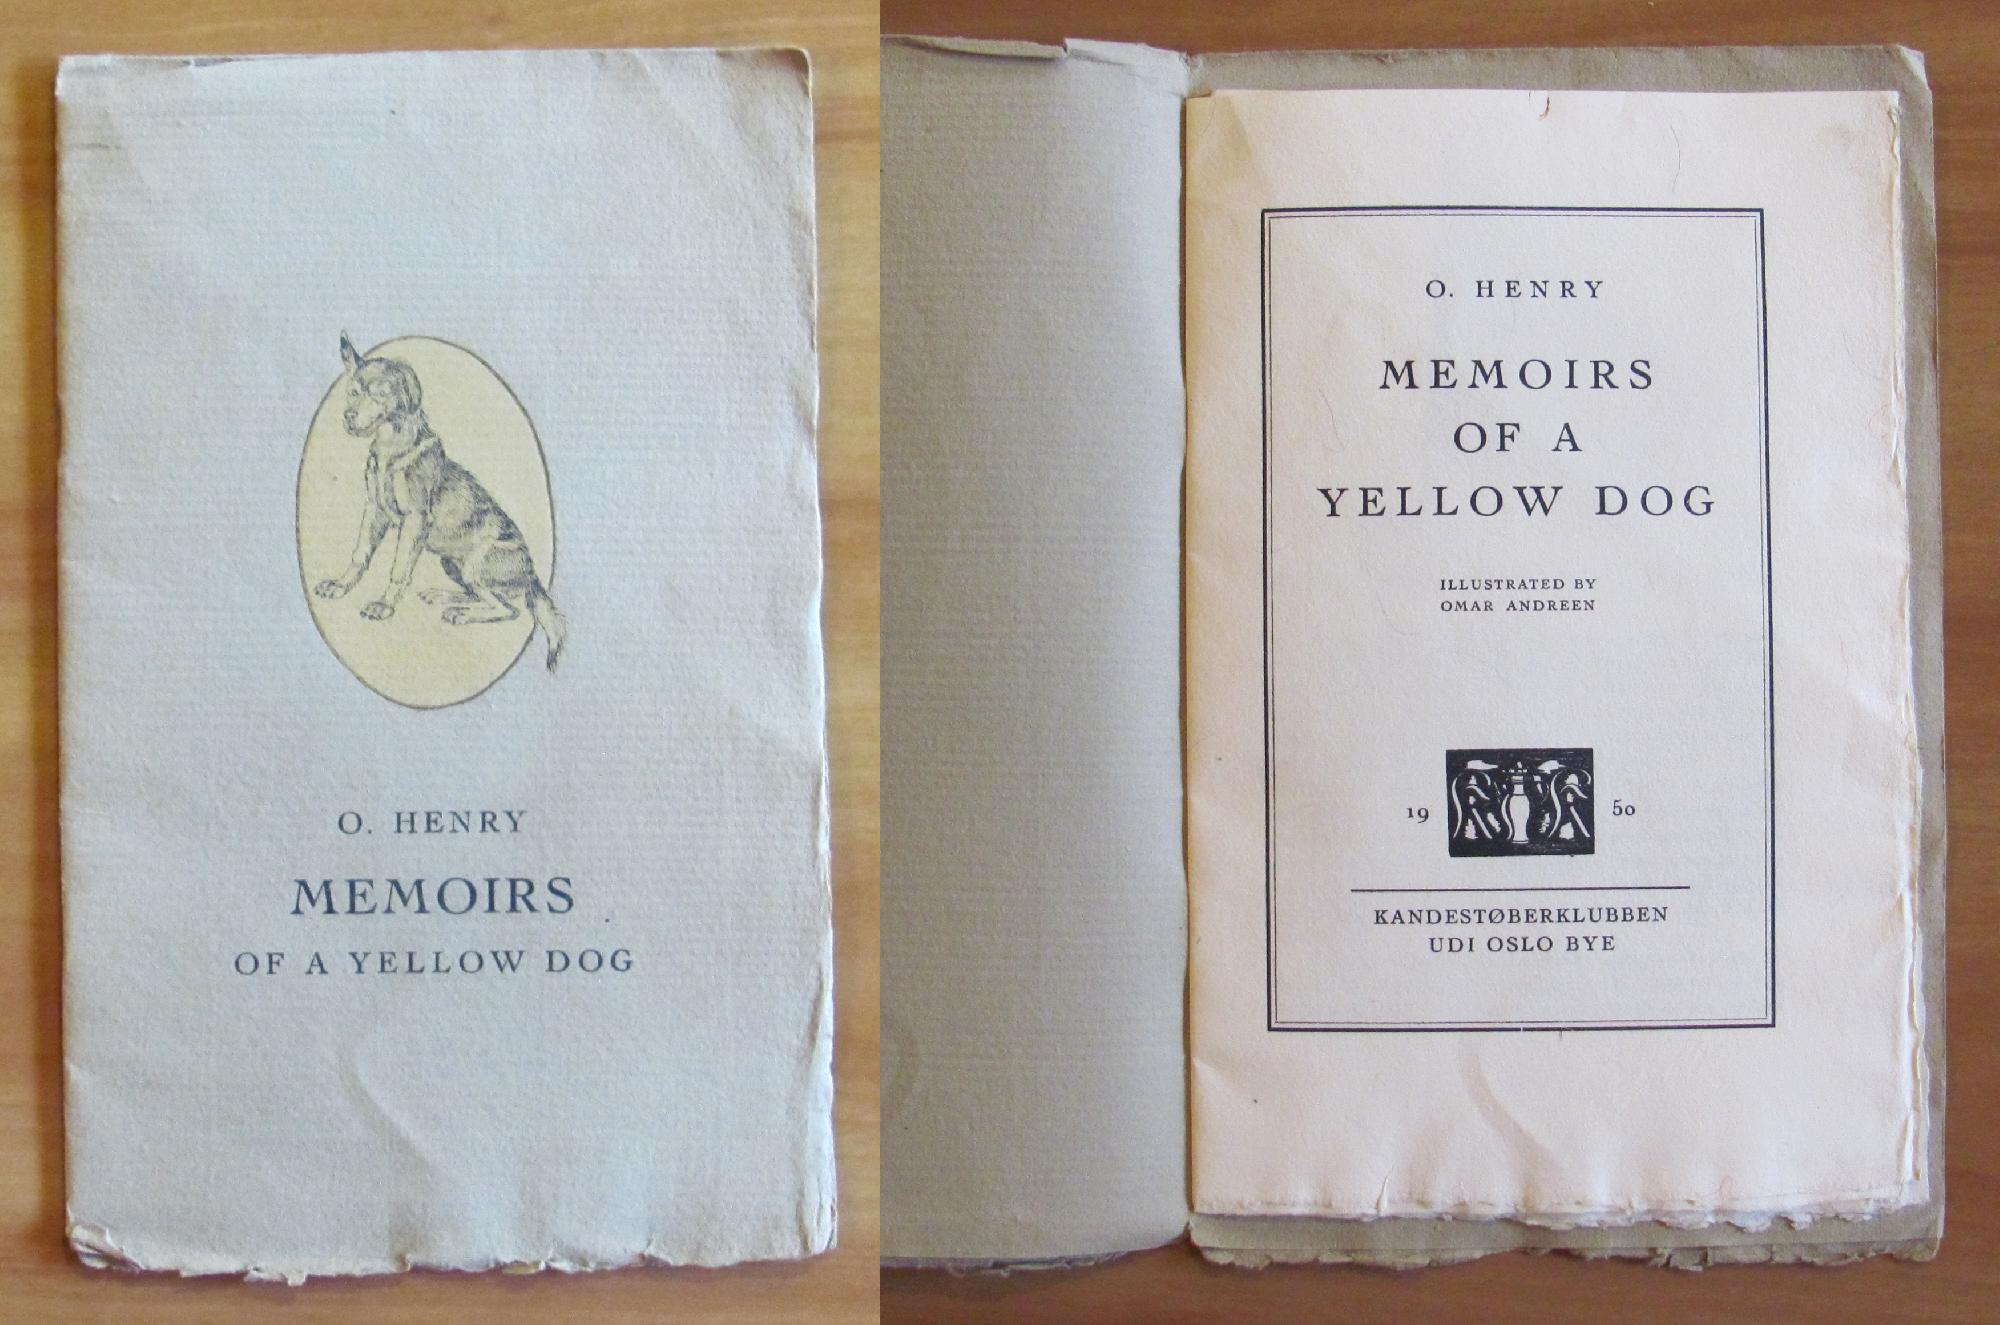 O. HENRY
MEMOIRS
OF A YELLOW DOG
O. HENRY
MEMOIRS
OF A
YELLOW DOG
ILLUSTRATED BY
OMAR ANDREEN
19 50
KANDESTØBERKLUBBEN
UDI OSLO BYE